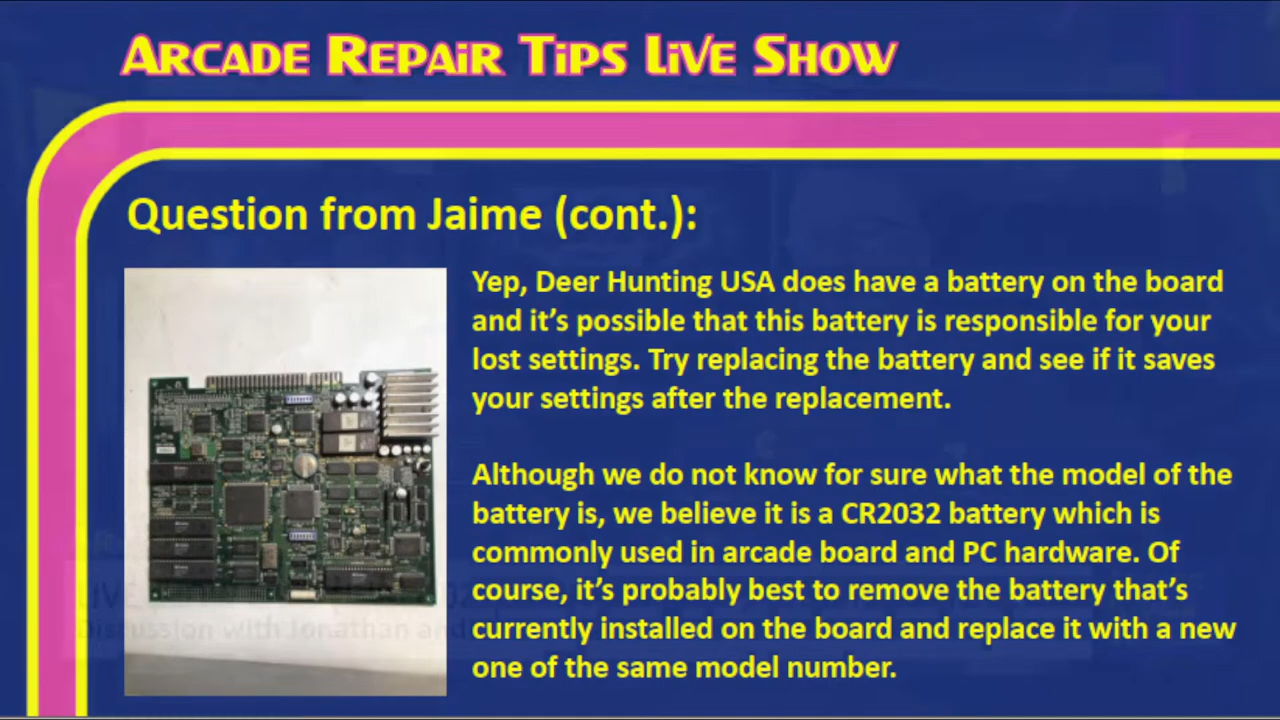 ARCADE REPAIR TIPS LIVE SHOW
Question from Jaime (cont.):
Yep, Deer Hunting USA does have a battery on the board
and it’s possible that this battery is responsible for your
lost settings. Try replacing the battery and see if it saves
your settings after the replacement.
Although we do not know for sure what the model of the
battery is, we believe it is a CR2032 battery which is
commonly used in arcade board and PC hardware. Of
course, it’s probably best to remove the battery that’s
currently installed on the board and replace it with a new
one of the same model number.
Discussion with Jonathan and